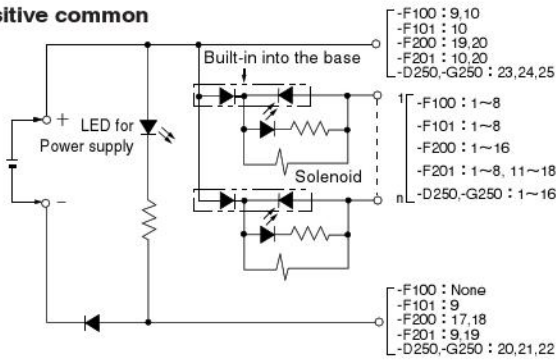 sitive common
-F100 : 9,10
-F101 : 10
-F200 : 19,20
-F201 : 10,20
-D250,-G250 : 23,24,25
Built-in into the base
+
LED for
Power supply
−
Solenoid
1
-F100 : 1~8
-F101 : 1~8
-F200 : 1~16
-F201 : 1~8, 11~18
n
-D250,-G250 : 1~16
-F100 : None
-F101 : 9
-F200 : 17,18
-F201 : 9,19
-D250,-G250 : 20,21,22